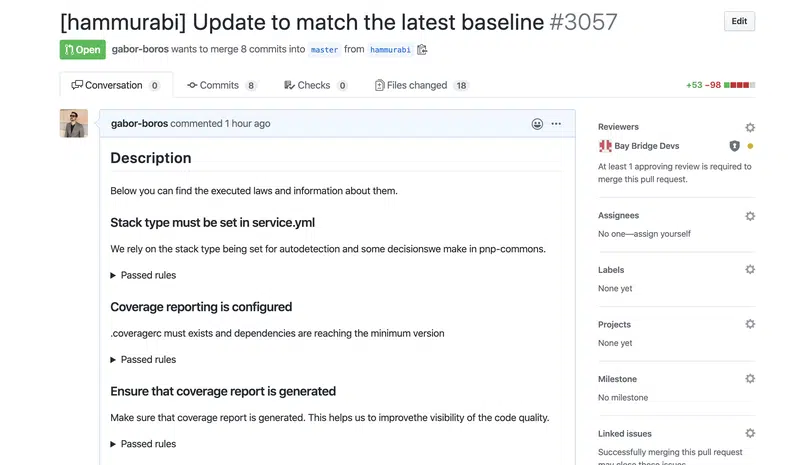 [hammurabi] Update to match the latest baseline #3057
Edit
Open gabor-boros wants to merge 8 commits into master from hammurabi
Conversation 0 Commits 8 Checks 0 Files changed 18 +53 −98
gabor-boros commented 1 hour ago
Description
Below you can find the executed laws and information about them.
Stack type must be set in service.yml
We rely on the stack type being set for autodetection and some decisionswe make in pnp-commons.
Passed rules
Coverage reporting is configured
.coveragerc must exists and dependencies are reaching the minimum version
Passed rules
Ensure that coverage report is generated
Make sure that coverage report is generated. This helps us to improvethe visibility of the code quality.
Passed rules
Reviewers
Bay Bridge Devs
At least 1 approving review is required to
merge this pull request.
Assignees
No one—assign yourself
Labels
None yet
Projects
None yet
Milestone
No milestone
Linked issues
Successfully merging this pull request
may close these issues.